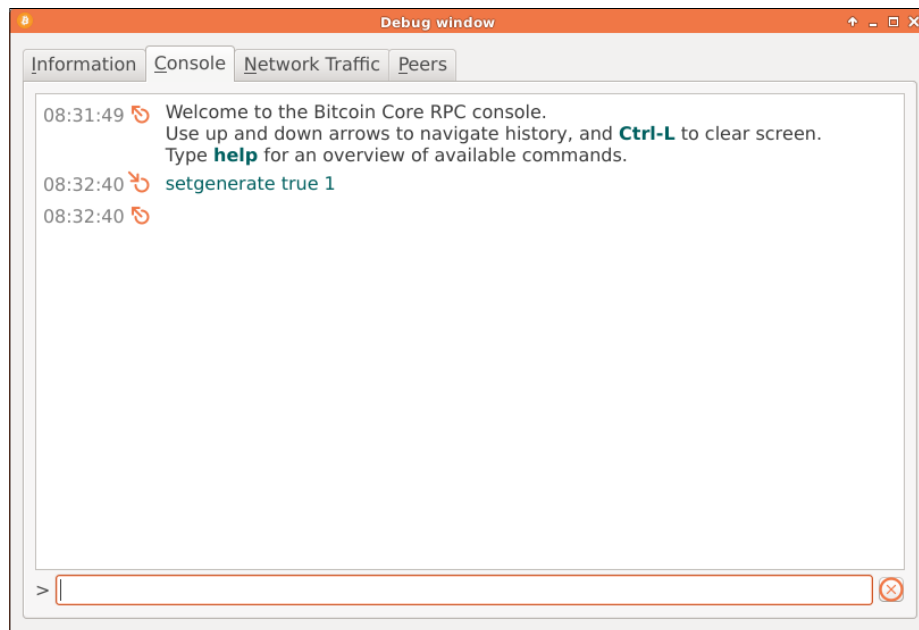 Debug window
Information Console Network Traffic Peers
08:31:49 Welcome to the Bitcoin Core RPC console.
Use up and down arrows to navigate history, and Ctrl-L to clear screen.
Type help for an overview of available commands.
08:32:40 setgenerate true 1
08:32:40
>